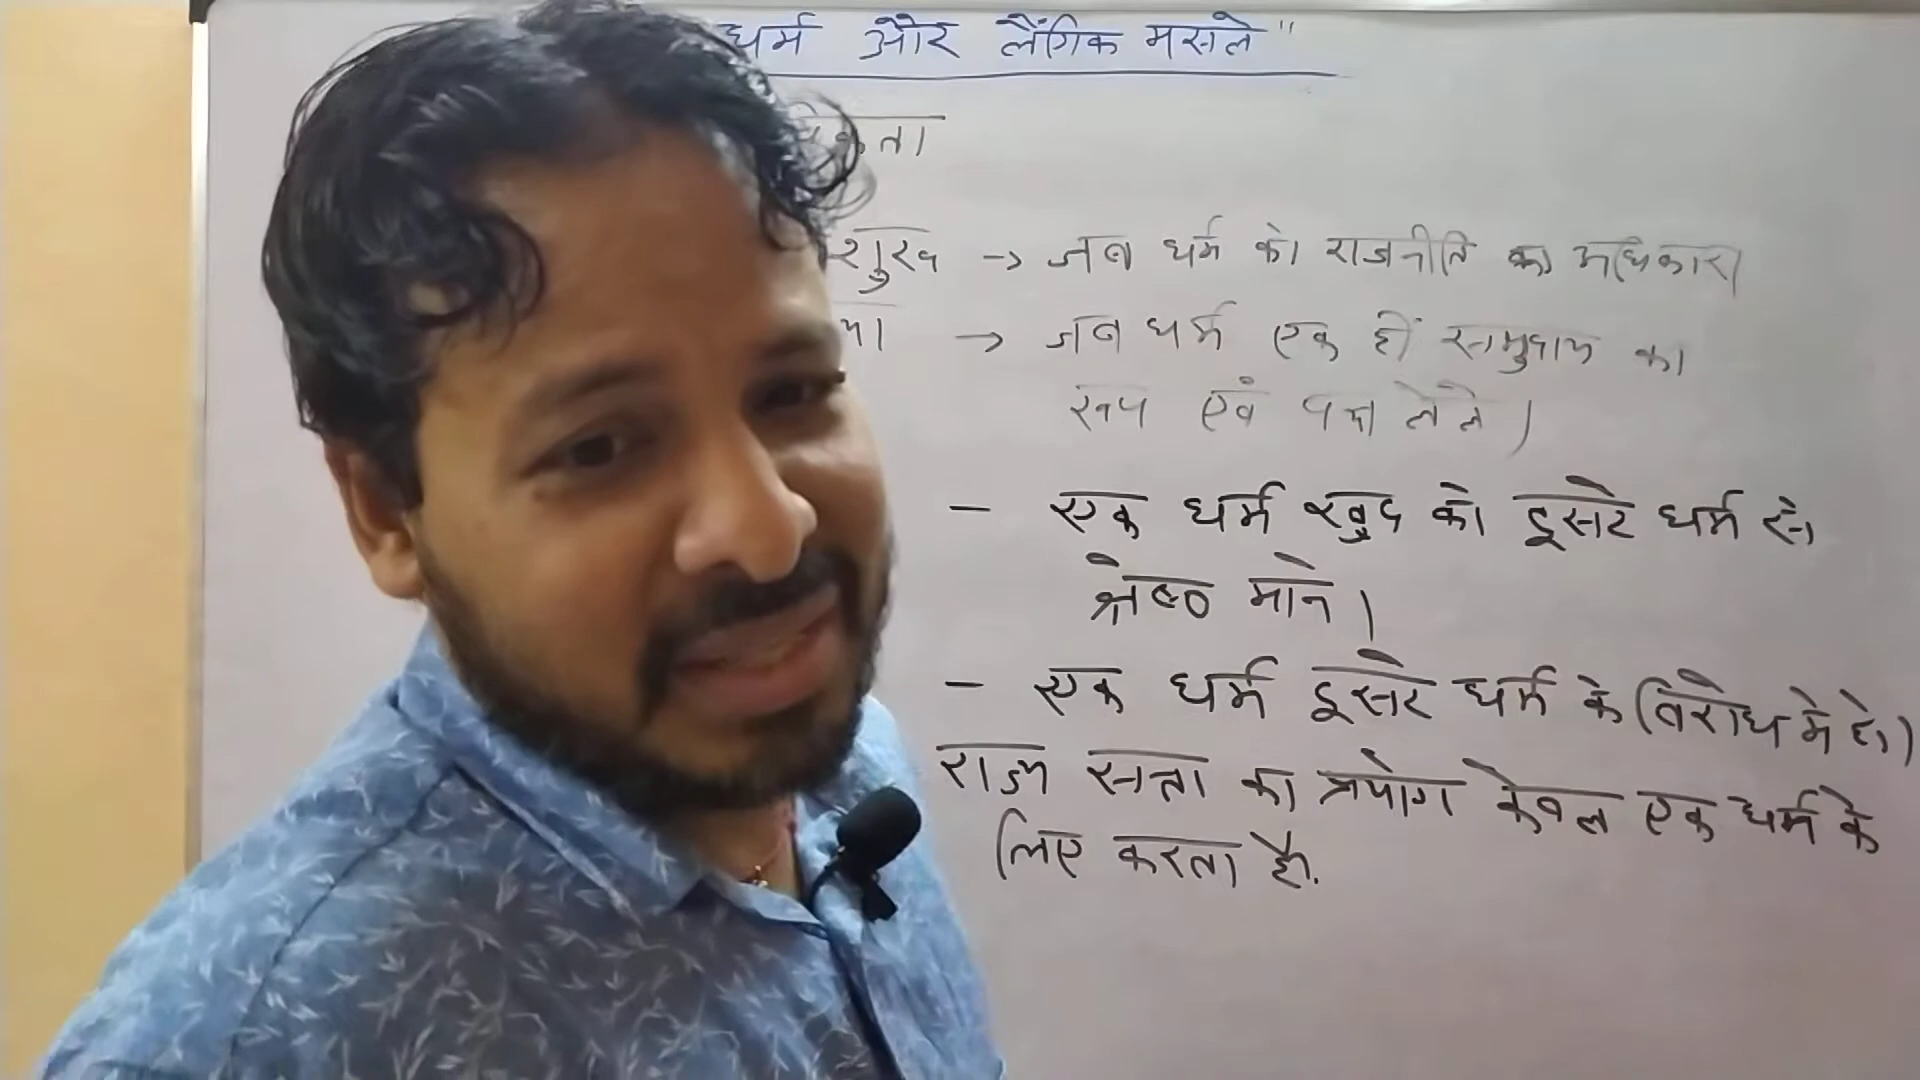 धर्म और लैंगिक मसले"
कता
शुरु → जब धर्म को राजनीति का अधिकार
→ जब धर्म एक ही समुदाय का
रूप एवं पक्ष ले ले।
- एक धर्म खुद को दूसरे धर्म से
श्रेष्ठ माने।
- एक धर्म दूसरे धर्म के विरोध मे हो।
राज्य सत्ता का प्रयोग केवल एक धर्म के
लिए करता है.